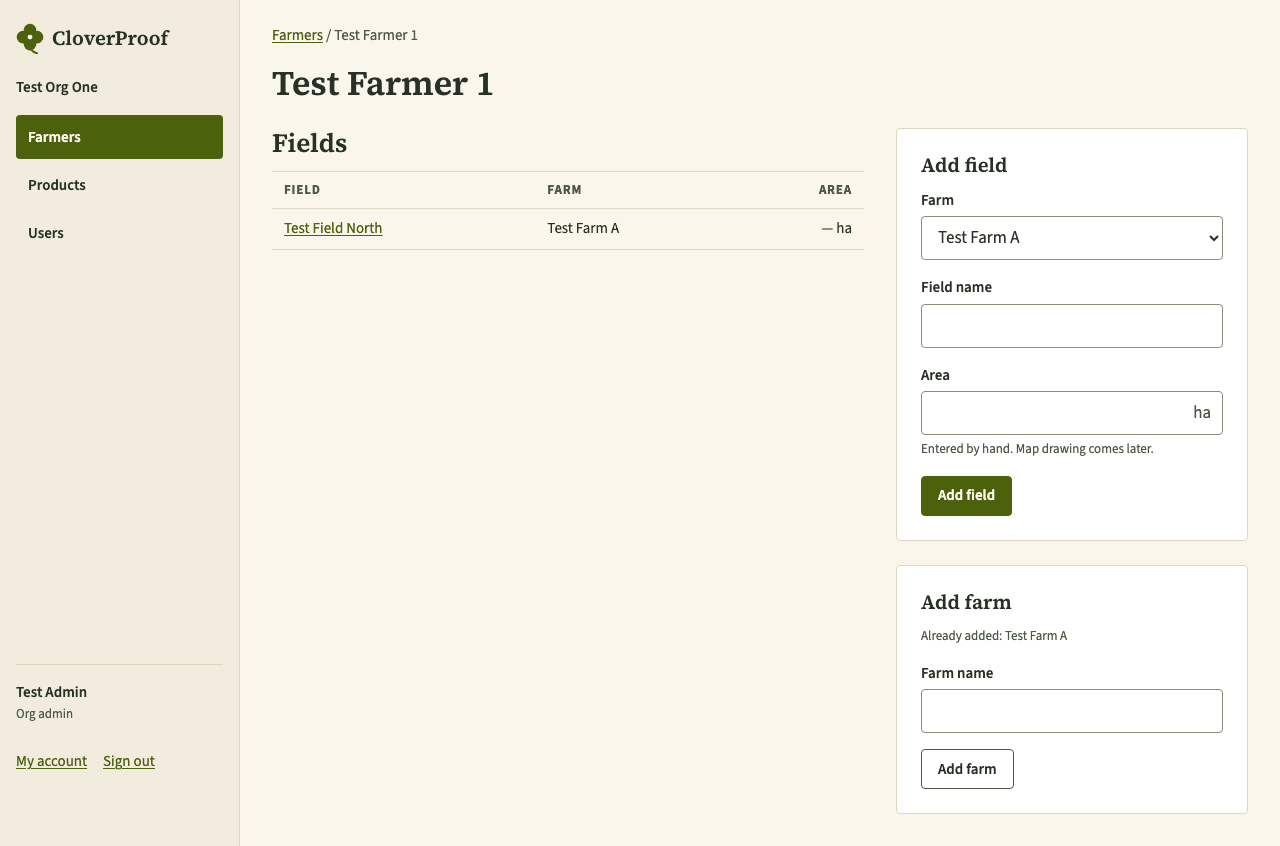 CloverProof
Test Org One
Farmers
Products
Users
Test Admin
Org admin
My account Sign out
Farmers / Test Farmer 1
Test Farmer 1
Fields
FIELD FARM AREA
Test Field North Test Farm A — ha
Add field
Farm
Test Farm A
Field name
Area
ha
Entered by hand. Map drawing comes later.
Add field
Add farm
Already added: Test Farm A
Farm name
Add farm